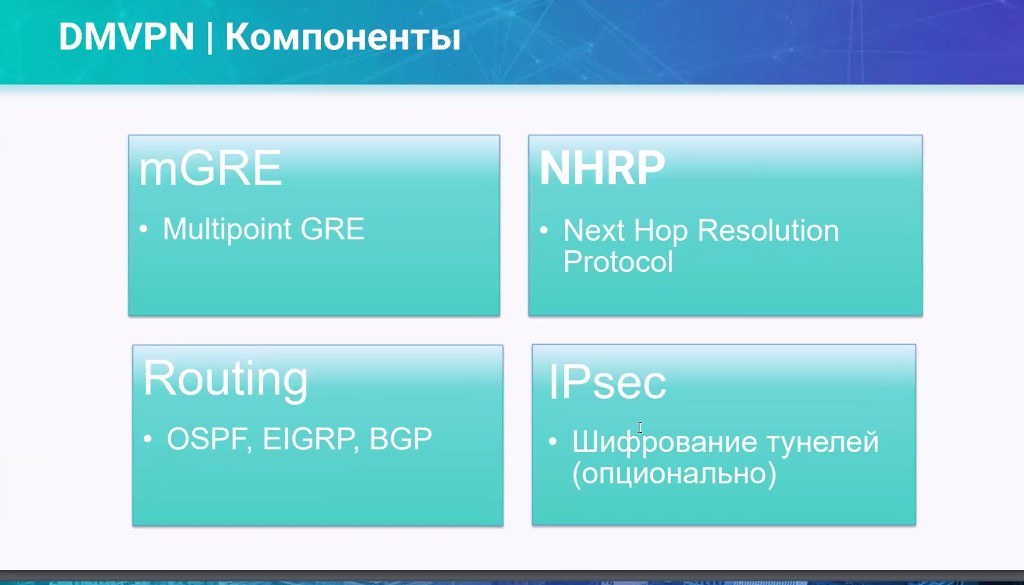 DMVPN | Компоненты
mGRE
• Multipoint GRE
NHRP
• Next Hop Resolution
Protocol
Routing
• OSPF, EIGRP, BGP
IPsec
• Шифрование тунелей
(опционально)